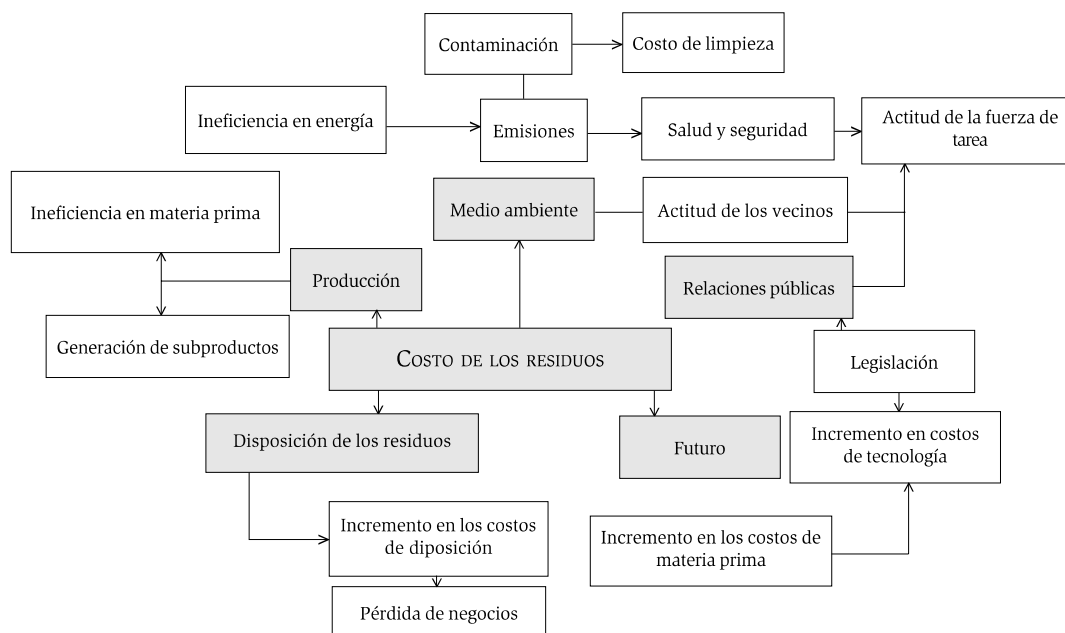 Contaminación
Costo de limpieza
Ineficiencia en energía
Emisiones
Salud y seguridad
Actitud de la fuerza de
tarea
Ineficiencia en materia prima
Medio ambiente
Actitud de los vecinos
Producción
Relaciones públicas
Generación de subproductos
COSTO DE LOS RESIDUOS
Legislación
Disposición de los residuos
Futuro
Incremento en costos
de tecnología
Incremento en los costos
de diposición
Incremento en los costos de
materia prima
Pérdida de negocios